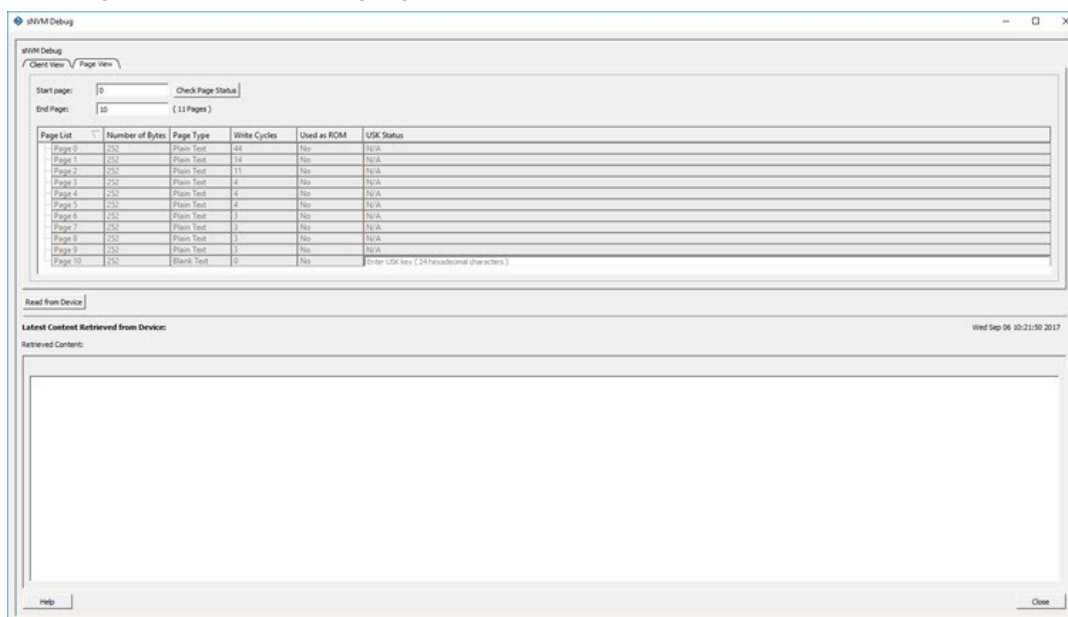 sNVM Debug
sNVM Debug
Client View Page View
Start page: 0 Check Page Status
End Page: 10 ( 11 Pages )
Page List Number of Bytes Page Type Write Cycles Used as ROM USK Status
Page 0 252 Plain Text 44 No N/A
Page 1 252 Plain Text 14 No N/A
Page 2 252 Plain Text 11 No N/A
Page 3 252 Plain Text 4 No N/A
Page 4 252 Plain Text 4 No N/A
Page 5 252 Plain Text 4 No N/A
Page 6 252 Plain Text 3 No N/A
Page 7 252 Plain Text 3 No N/A
Page 8 252 Plain Text 3 No N/A
Page 9 252 Plain Text 3 No N/A
Page 10 252 Blank Text 0 No Enter USK key ( 24 hexadecimal characters )
Read from Device
Latest Content Retrieved from Device: Wed Sep 06 10:21:50 2017
Retrieved Content:
Help Close